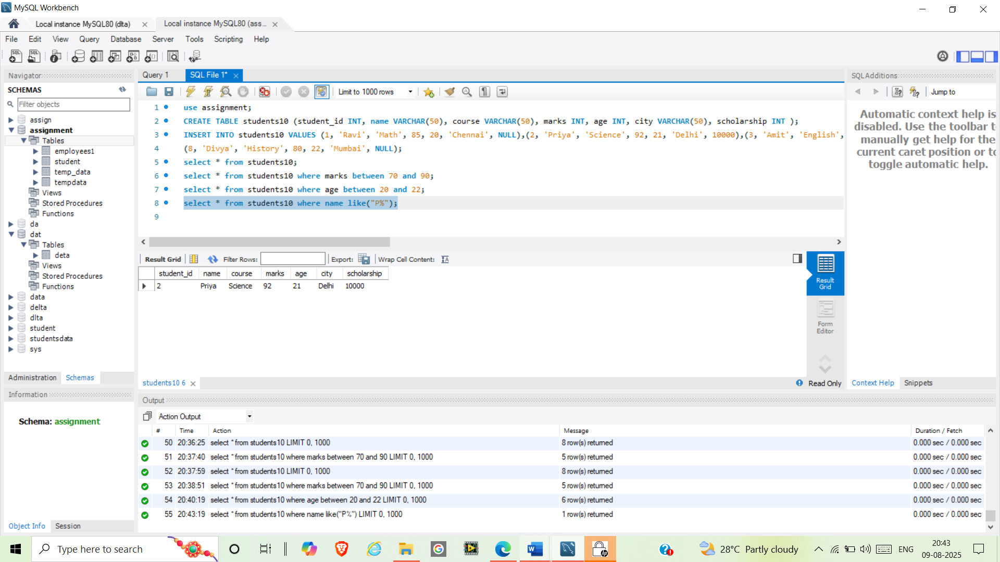 MySQL Workbench
Local instance MySQL80 (dlta)
Local instance MySQL80 (ass...
File Edit View Query Database Server Tools Scripting Help
Navigator
SCHEMAS
Filter objects
assign
assignment
Tables
employees1
student
temp_data
tempdata
Views
Stored Procedures
Functions
da
dat
Tables
deta
Views
Stored Procedures
Functions
data
delta
dlta
student
studentsdata
sys
Administration Schemas
Information
Schema: assignment
Object Info Session
Query 1 SQL File 1*
Limit to 1000 rows
1 use assignment;
2 CREATE TABLE students10 (student_id INT, name VARCHAR(50), course VARCHAR(50), marks INT, age INT, city VARCHAR(50), scholarship INT );
3 INSERT INTO students10 VALUES (1, 'Ravi', 'Math', 85, 20, 'Chennai', NULL),(2, 'Priya', 'Science', 92, 21, 'Delhi', 10000),(3, 'Amit', 'English',
4 (8, 'Divya', 'History', 80, 22, 'Mumbai', NULL);
5 select * from students10;
6 select * from students10 where marks between 70 and 90;
7 select * from students10 where age between 20 and 22;
8 select * from students10 where name like("P%");
9
Result Grid Filter Rows: Export: Wrap Cell Content:
student_id name course marks age city scholarship
2 Priya Science 92 21 Delhi 10000
Result Grid
Form Editor
students10 6
Read Only
SQLAdditions
Jump to
Automatic context help is
disabled. Use the toolbar t
manually get help for the
current caret position or to
toggle automatic help.
Context Help Snippets
Output
Action Output
# Time Action Message Duration / Fetch
50 20:36:25 select * from students10 LIMIT 0, 1000 8 row(s) returned 0.000 sec / 0.000 sec
51 20:37:40 select * from students10 where marks between 70 and 90 LIMIT 0, 1000 5 row(s) returned 0.000 sec / 0.000 sec
52 20:37:59 select * from students10 LIMIT 0, 1000 8 row(s) returned 0.000 sec / 0.000 sec
53 20:38:51 select * from students10 where marks between 70 and 90 LIMIT 0, 1000 5 row(s) returned 0.000 sec / 0.000 sec
54 20:40:19 select * from students10 where age between 20 and 22 LIMIT 0, 1000 6 row(s) returned 0.000 sec / 0.000 sec
55 20:43:19 select * from students10 where name like("P%") LIMIT 0, 1000 1 row(s) returned 0.000 sec / 0.000 sec
Type here to search
28°C Partly cloudy
ENG
20:43
09-08-2025